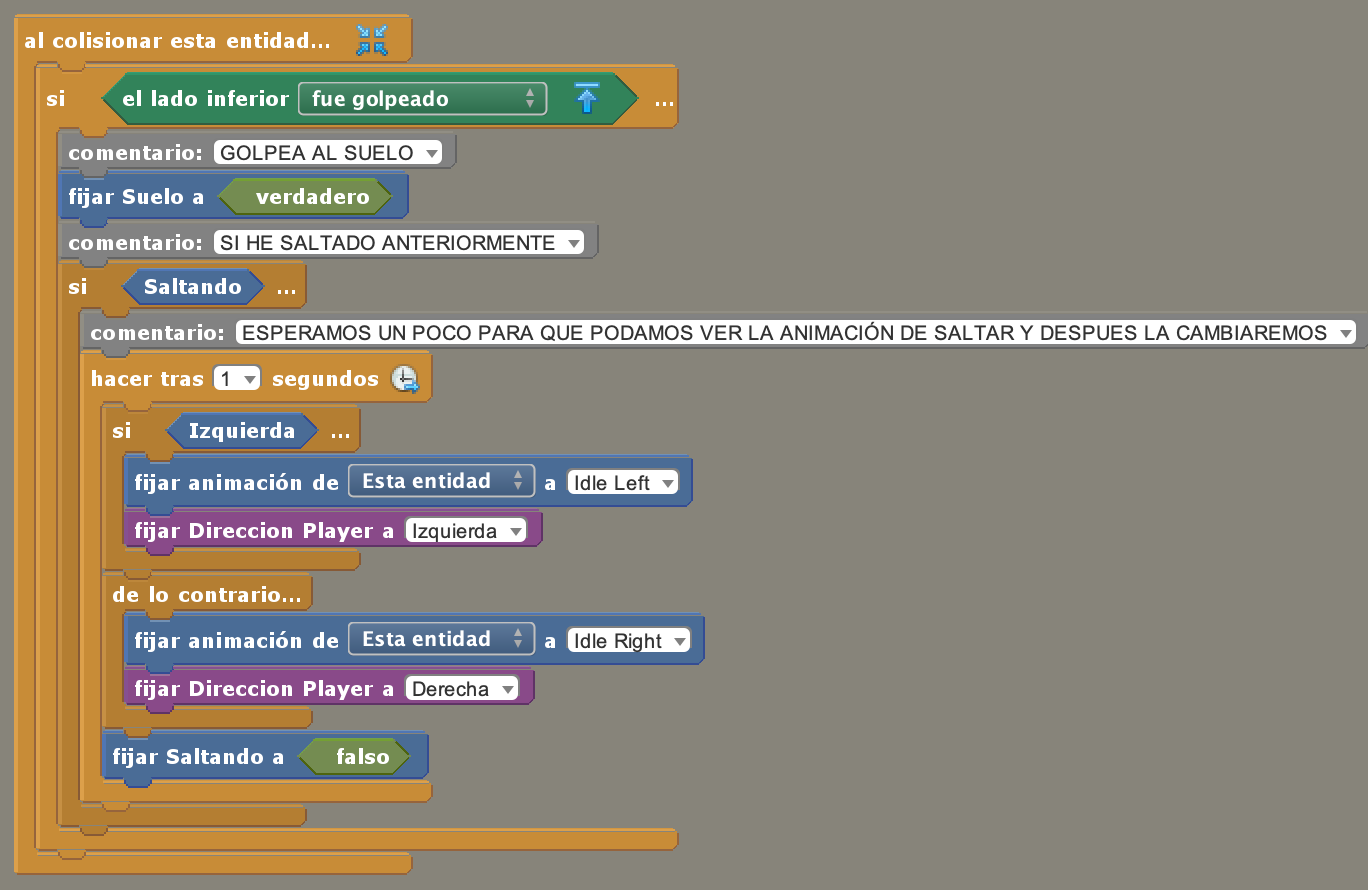 al colisionar esta entidad...
si el lado inferior fue golpeado ...
comentario: GOLPEA AL SUELO
fijar Suelo a verdadero
comentario: SI HE SALTADO ANTERIORMENTE
si Saltando ...
comentario: ESPERAMOS UN POCO PARA QUE PODAMOS VER LA ANIMACIÓN DE SALTAR Y DESPUES LA CAMBIAREMOS
hacer tras 1 segundos
si Izquierda ...
fijar animación de Esta entidad a Idle Left
fijar Direccion Player a Izquierda
de lo contrario...
fijar animación de Esta entidad a Idle Right
fijar Direccion Player a Derecha
fijar Saltando a falso